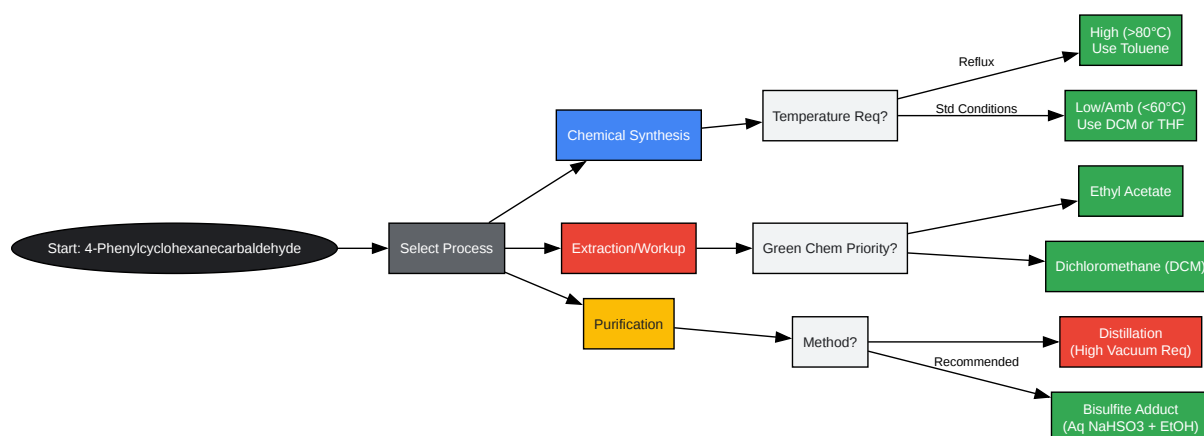 Start: 4-Phenylcyclohexanecarbaldehyde
Select Process
Chemical Synthesis
Extraction/Workup
Purification
Temperature Req?
Green Chem Priority?
Method?
Reflux
Std Conditions
Recommended
High (>80°C)
Use Toluene
Low/Amb (<60°C)
Use DCM or THF
Ethyl Acetate
Dichloromethane (DCM)
Distillation
(High Vacuum Req)
Bisulfite Adduct
(Aq NaHSO3 + EtOH)